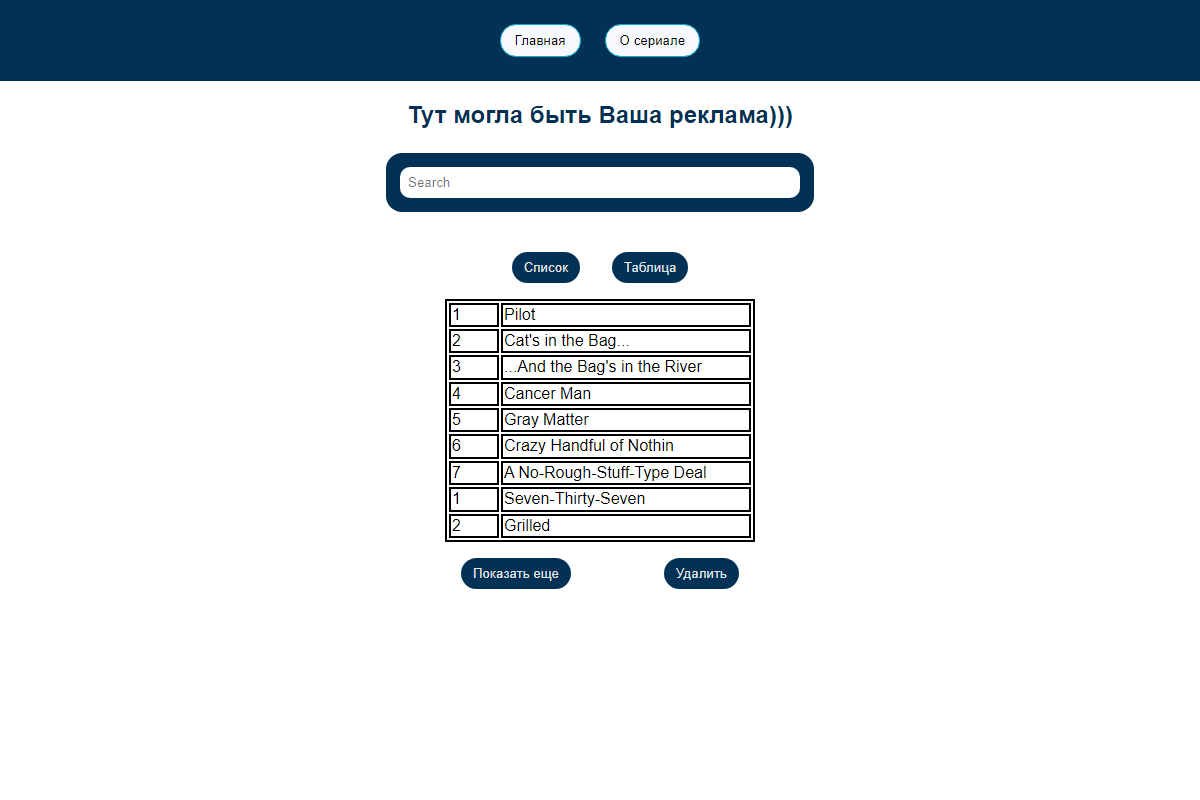 Главная О сериале
Тут могла быть Ваша реклама)))
Search
Список Таблица
1 Pilot
2 Cat's in the Bag...
3 ...And the Bag's in the River
4 Cancer Man
5 Gray Matter
6 Crazy Handful of Nothin
7 A No-Rough-Stuff-Type Deal
1 Seven-Thirty-Seven
2 Grilled
Показать еще Удалить